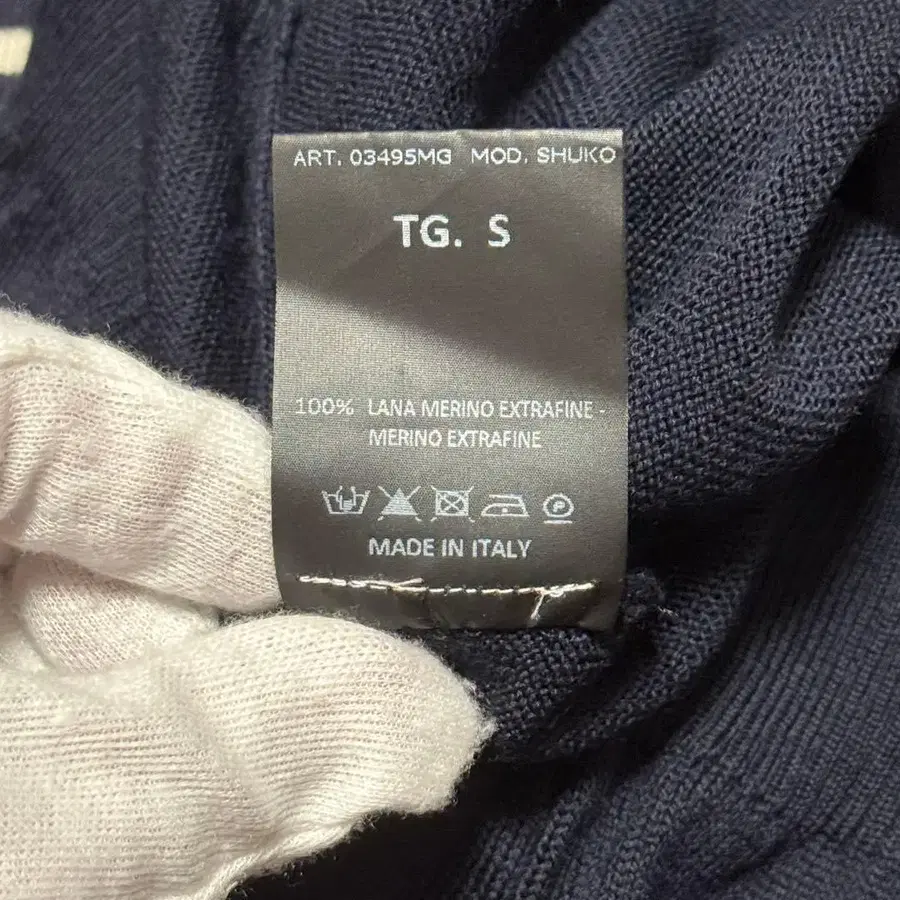 ART. 03495MG MOD. SHUKO
TG. S
100% LANA MERINO EXTRAFINE -
MERINO EXTRAFINE
MADE IN ITALY